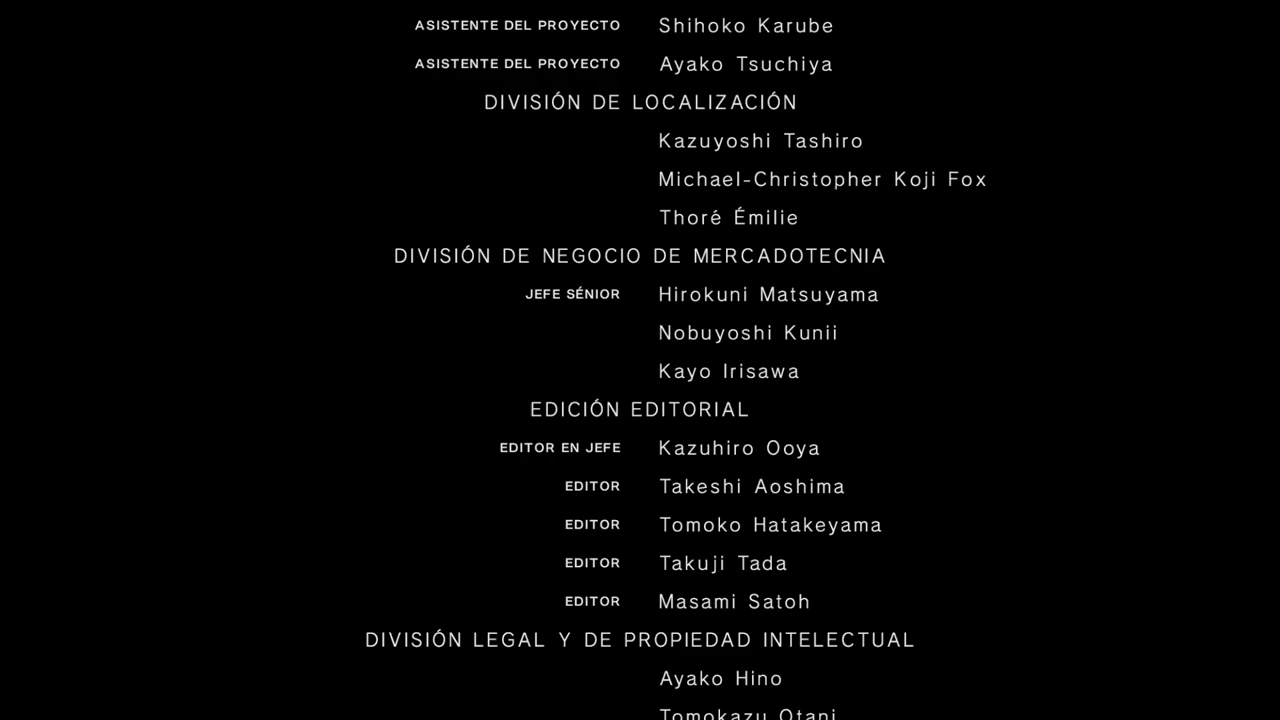 ASISTENTE DEL PROYECTO Shihoko Karube
ASISTENTE DEL PROYECTO Ayako Tsuchiya
DIVISIÓN DE LOCALIZACIÓN
Kazuyoshi Tashiro
Michael-Christopher Koji Fox
Thoré Émilie
DIVISIÓN DE NEGOCIO DE MERCADOTECNIA
JEFE SÉNIOR Hirokuni Matsuyama
Nobuyoshi Kunii
Kayo Irisawa
EDICIÓN EDITORIAL
EDITOR EN JEFE Kazuhiro Ooya
EDITOR Takeshi Aoshima
EDITOR Tomoko Hatakeyama
EDITOR Takuji Tada
EDITOR Masami Satoh
DIVISIÓN LEGAL Y DE PROPIEDAD INTELECTUAL
Ayako Hino
Tomokazu Otani